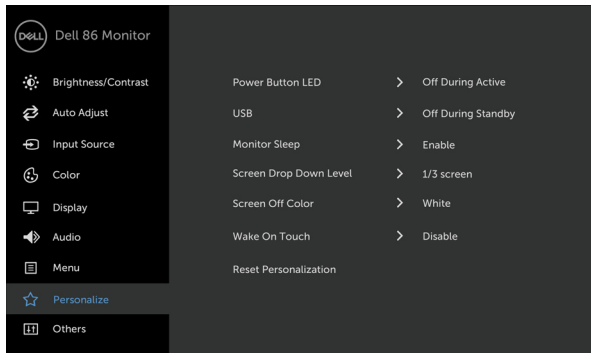 DELL Dell 86 Monitor
Brightness/Contrast
Power Button LED > Off During Active
Auto Adjust
USB > Off During Standby
Input Source
Monitor Sleep > Enable
Color
Screen Drop Down Level > 1/3 screen
Display
Screen Off Color > White
Audio
Wake On Touch > Disable
Menu
Reset Personalization
Personalize
Others